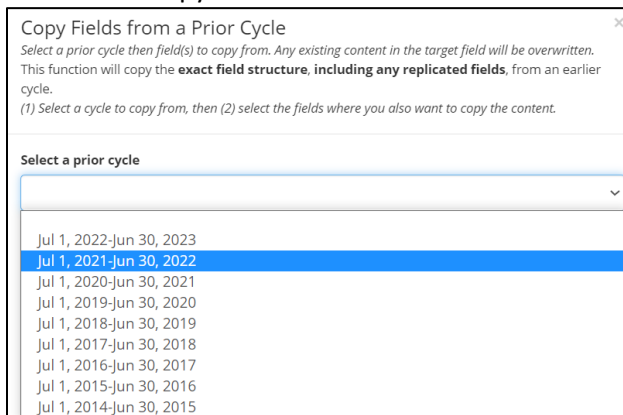 Copy Fields from a Prior Cycle
×
Select a prior cycle then field(s) to copy from. Any existing content in the target field will be overwritten.
This function will copy the exact field structure, including any replicated fields, from an earlier
cycle.
(1) Select a cycle to copy from, then (2) select the fields where you also want to copy the content.
Select a prior cycle
Jul 1, 2022-Jun 30, 2023
Jul 1, 2021-Jun 30, 2022
Jul 1, 2020-Jun 30, 2021
Jul 1, 2019-Jun 30, 2020
Jul 1, 2018-Jun 30, 2019
Jul 1, 2017-Jun 30, 2018
Jul 1, 2016-Jun 30, 2017
Jul 1, 2015-Jun 30, 2016
Jul 1, 2014-Jun 30, 2015